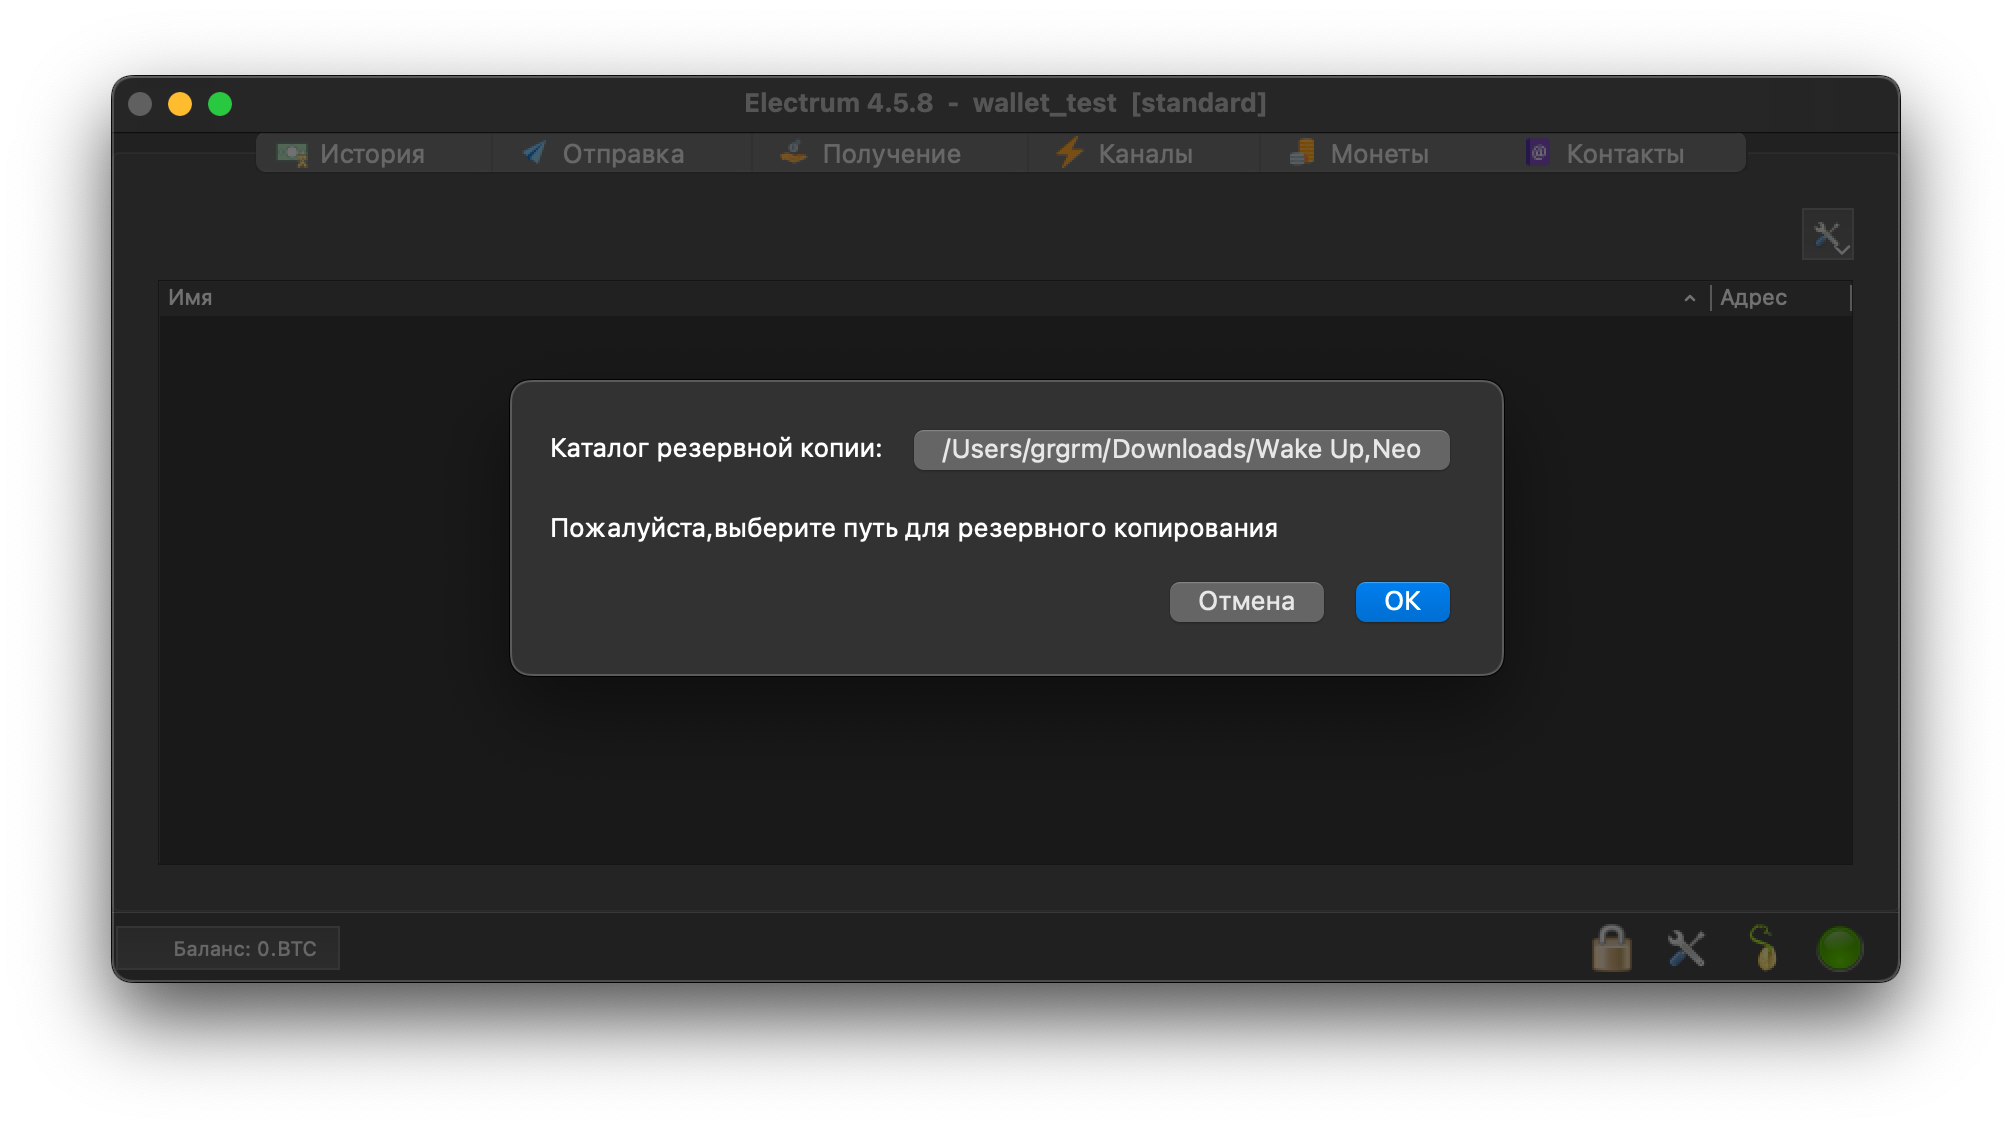 Electrum 4.5.8 - wallet_test [standard]
История Отправка Получение Каналы Монеты Контакты
Имя Адрес
Каталог резервной копии: /Users/grgrm/Downloads/Wake Up,Neo
Пожалуйста,выберите путь для резервного копирования
Отмена OK
Баланс: 0.BTC